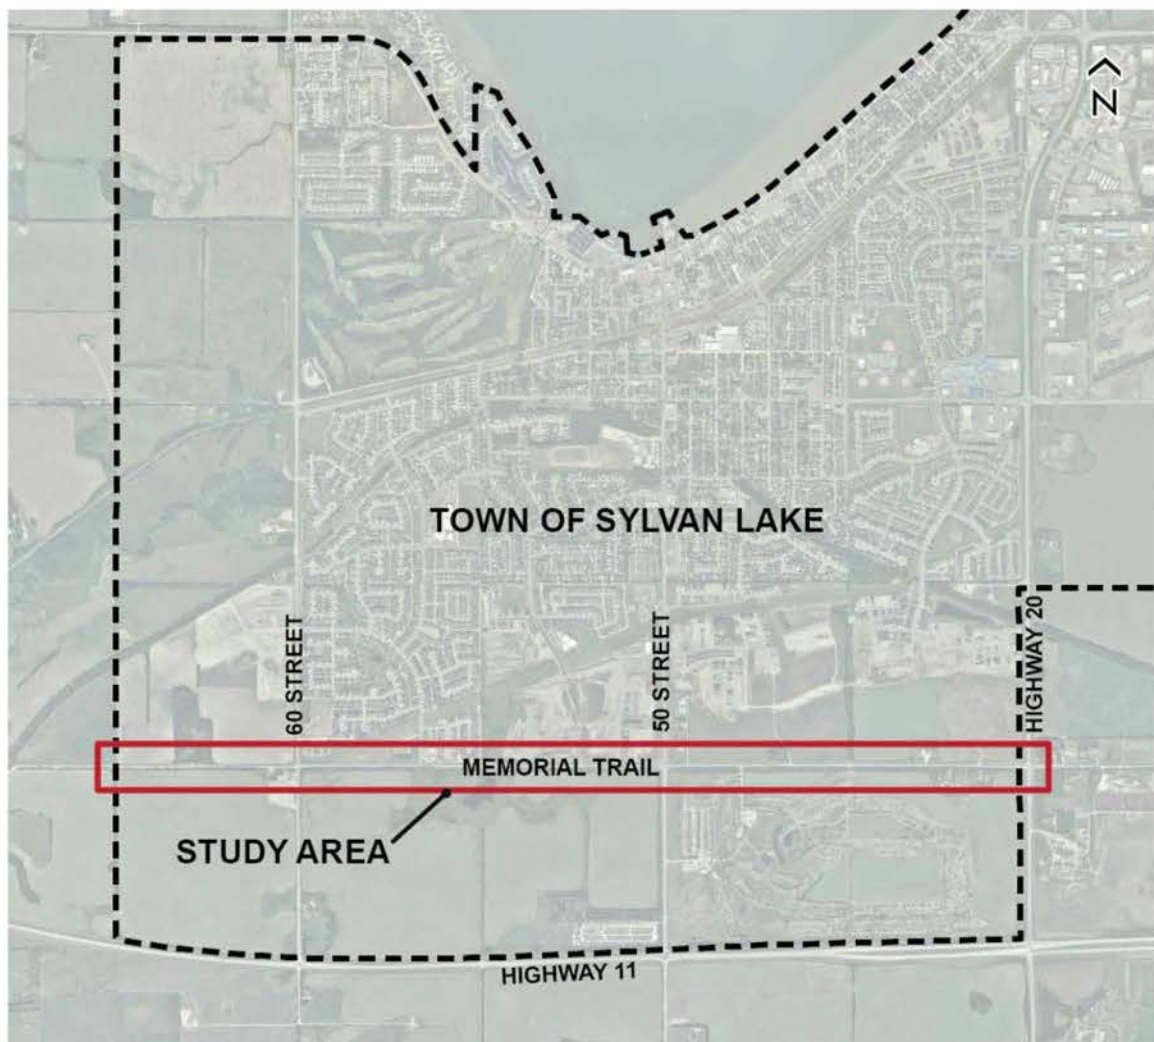 N
TOWN OF SYLVAN LAKE
60 STREET
50 STREET
HIGHWAY 20
MEMORIAL TRAIL
STUDY AREA
HIGHWAY 11